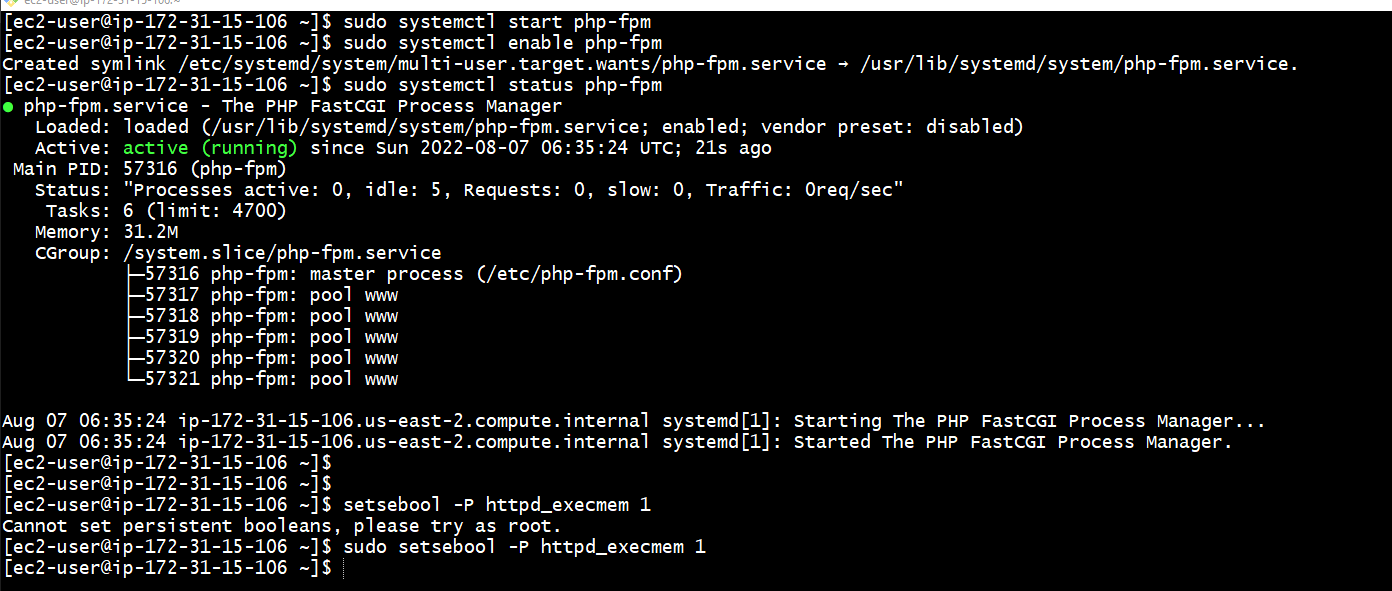 [ec2-user@ip-172-31-15-106 ~]$ sudo systemctl start php-fpm
[ec2-user@ip-172-31-15-106 ~]$ sudo systemctl enable php-fpm
Created symlink /etc/systemd/system/multi-user.target.wants/php-fpm.service → /usr/lib/systemd/system/php-fpm.service.
[ec2-user@ip-172-31-15-106 ~]$ sudo systemctl status php-fpm
● php-fpm.service - The PHP FastCGI Process Manager
   Loaded: loaded (/usr/lib/systemd/system/php-fpm.service; enabled; vendor preset: disabled)
   Active: active (running) since Sun 2022-08-07 06:35:24 UTC; 21s ago
 Main PID: 57316 (php-fpm)
   Status: "Processes active: 0, idle: 5, Requests: 0, slow: 0, Traffic: 0req/sec"
    Tasks: 6 (limit: 4700)
   Memory: 31.2M
   CGroup: /system.slice/php-fpm.service
           ├─57316 php-fpm: master process (/etc/php-fpm.conf)
           ├─57317 php-fpm: pool www
           ├─57318 php-fpm: pool www
           ├─57319 php-fpm: pool www
           ├─57320 php-fpm: pool www
           └─57321 php-fpm: pool www
Aug 07 06:35:24 ip-172-31-15-106.us-east-2.compute.internal systemd[1]: Starting The PHP FastCGI Process Manager...
Aug 07 06:35:24 ip-172-31-15-106.us-east-2.compute.internal systemd[1]: Started The PHP FastCGI Process Manager.
[ec2-user@ip-172-31-15-106 ~]$
[ec2-user@ip-172-31-15-106 ~]$
[ec2-user@ip-172-31-15-106 ~]$ setsebool -P httpd_execmem 1
Cannot set persistent booleans, please try as root.
[ec2-user@ip-172-31-15-106 ~]$ sudo setsebool -P httpd_execmem 1
[ec2-user@ip-172-31-15-106 ~]$